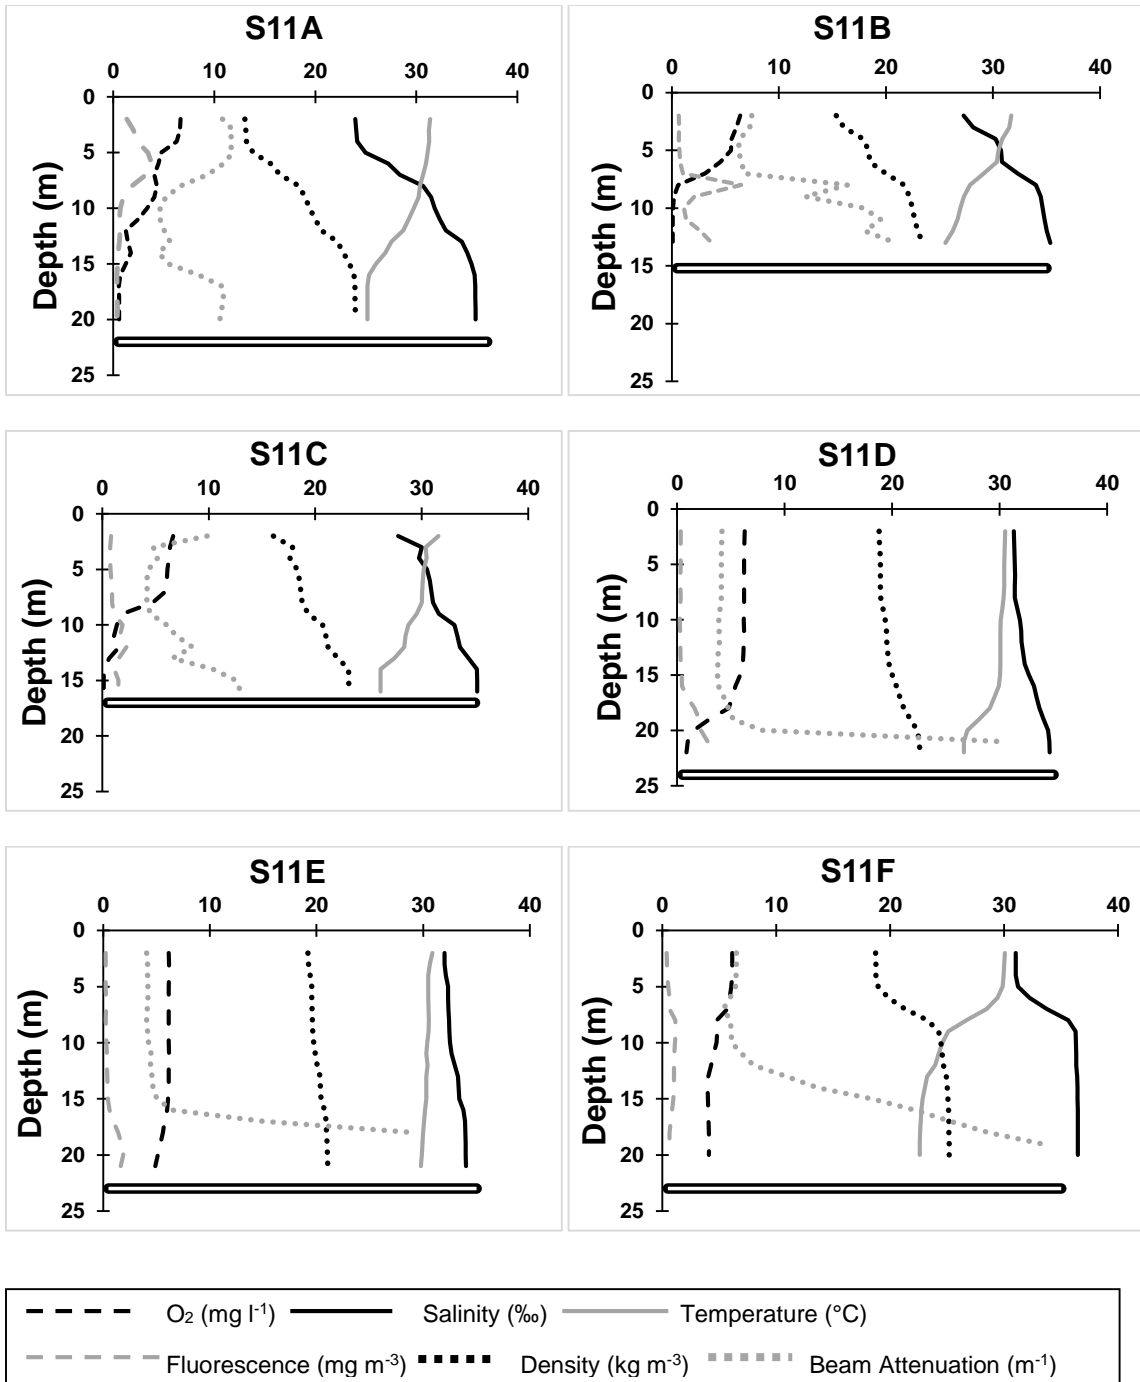 S11A
0 10 20 30 40
0
5
10
15
20
25
Depth (m)
S11B
0 10 20 30 40
0
5
10
15
20
25
Depth (m)
S11C
0 10 20 30 40
0
5
10
15
20
25
Depth (m)
S11D
0 10 20 30 40
0
5
10
15
20
25
Depth (m)
S11E
0 10 20 30 40
0
5
10
15
20
25
Depth (m)
S11F
0 10 20 30 40
0
5
10
15
20
25
Depth (m)
O₂ (mg l⁻¹) Salinity (‰) Temperature (°C)
Fluorescence (mg m⁻³) Density (kg m⁻³) Beam Attenuation (m⁻¹)